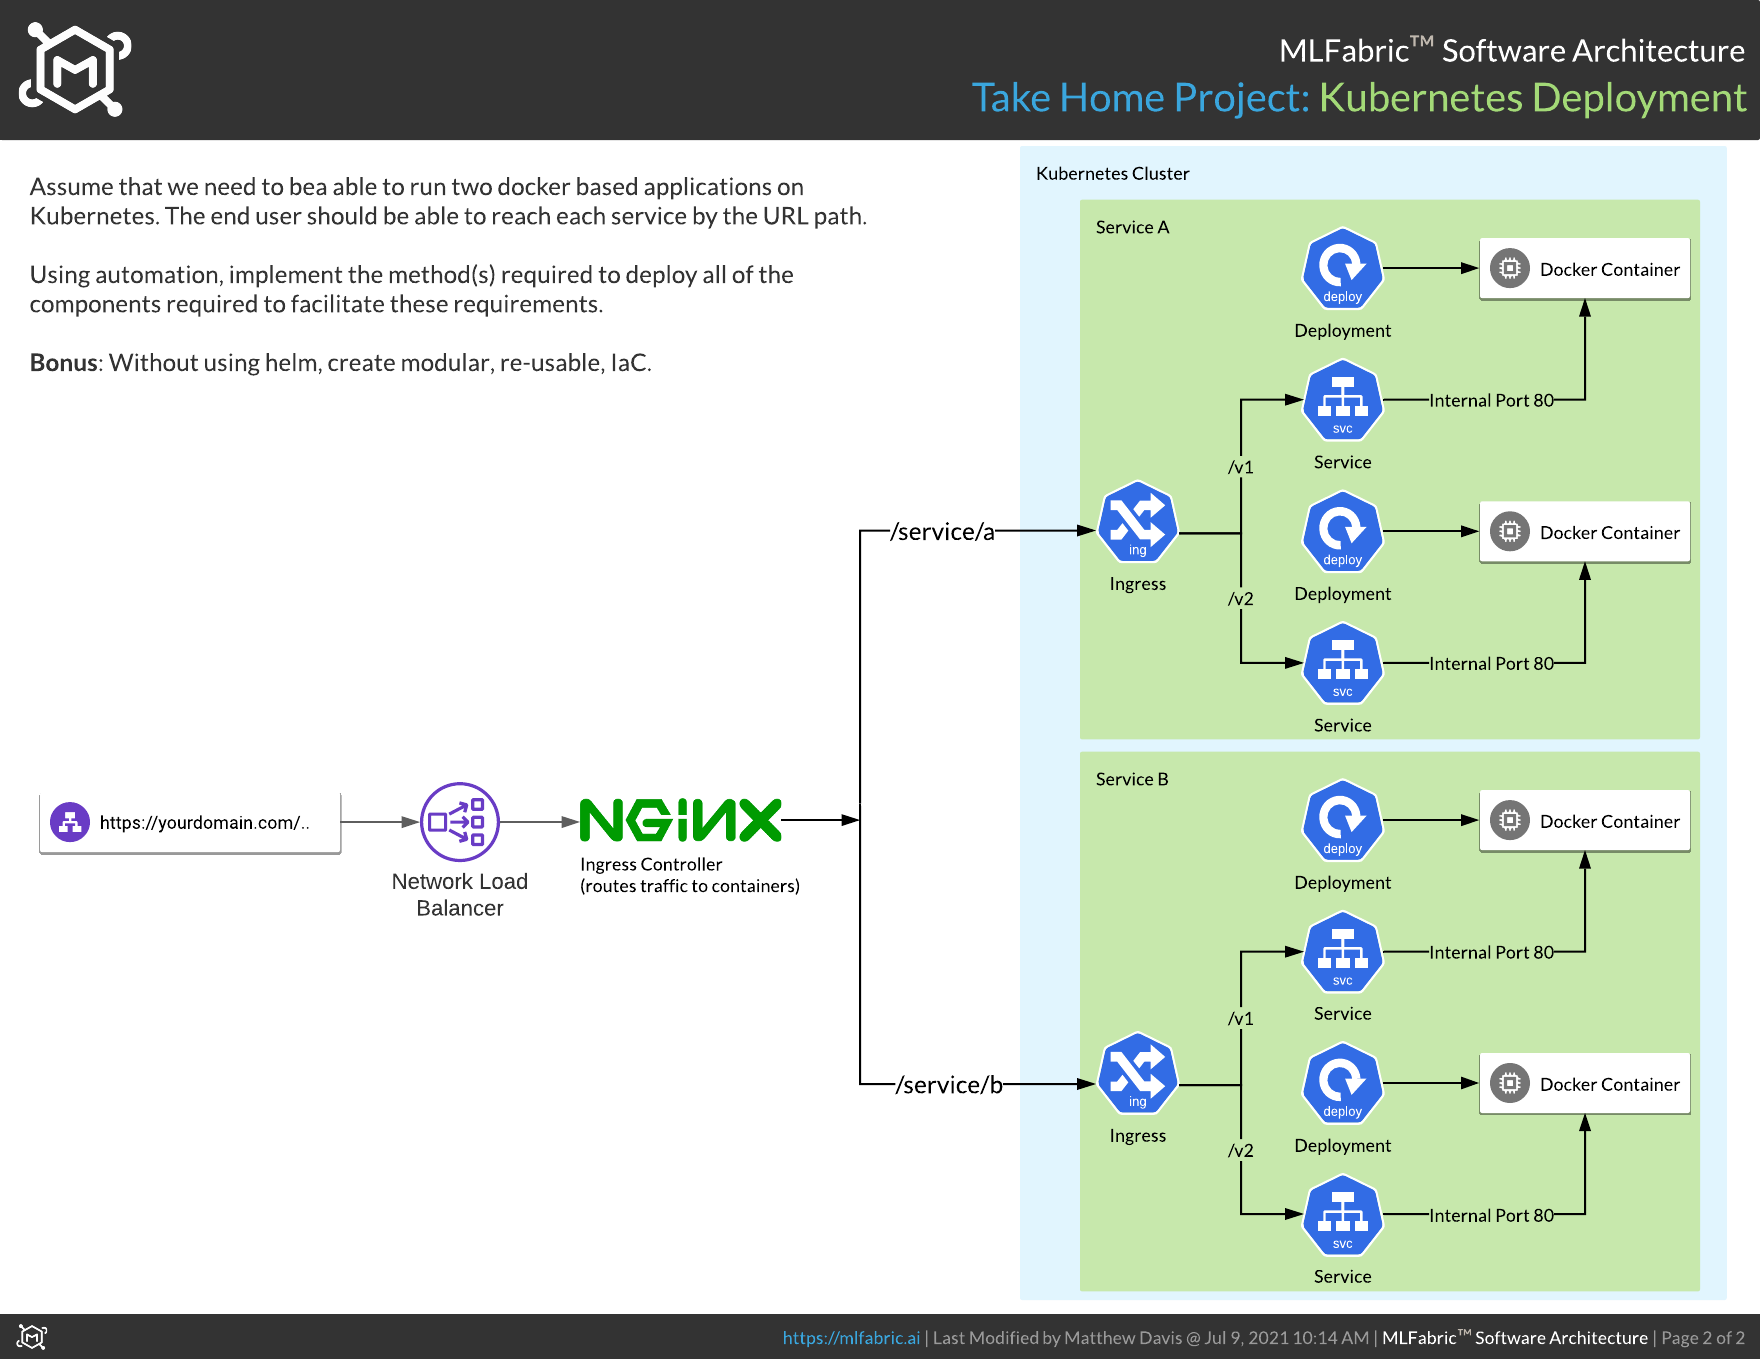 MLFabric™ Software Architecture
Take Home Project: Kubernetes Deployment
Assume that we need to bea able to run two docker based applications on
Kubernetes. The end user should be able to reach each service by the URL path.
Using automation, implement the method(s) required to deploy all of the
components required to facilitate these requirements.
Bonus: Without using helm, create modular, re-usable, IaC.
https://yourdomain.com/..
Network Load
Balancer
NGINX
Ingress Controller
(routes traffic to containers)
/service/a
/service/b
Kubernetes Cluster
Service A
deploy
Deployment
Docker Container
svc
Service
Internal Port 80
/v1
ing
Ingress
deploy
Deployment
Docker Container
/v2
svc
Service
Internal Port 80
Service B
deploy
Deployment
Docker Container
svc
Service
Internal Port 80
/v1
ing
Ingress
deploy
Deployment
Docker Container
/v2
svc
Service
Internal Port 80
https://mlfabric.ai | Last Modified by Matthew Davis @ Jul 9, 2021 10:14 AM | MLFabric™ Software Architecture | Page 2 of 2